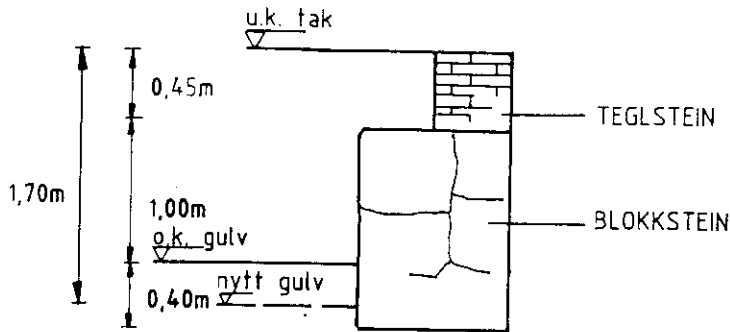 u.k. tak
0,45m
TEGLSTEIN
1,70m
1,00m
BLOKKSTEIN
o.k. gulv
nytt gulv
0,40m